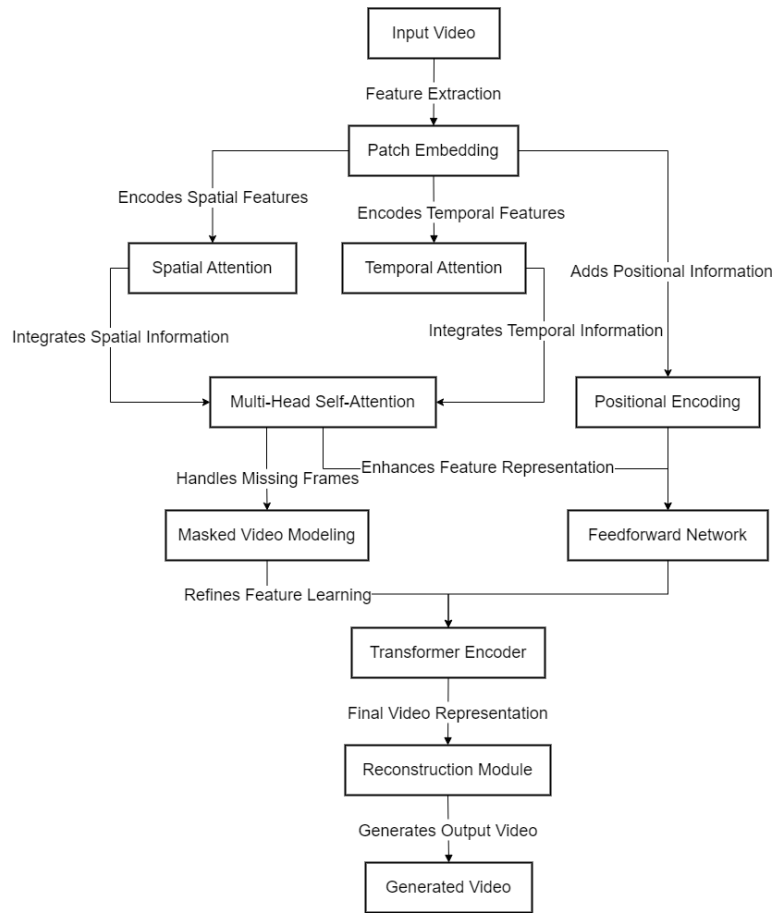 Input Video
Feature Extraction
Patch Embedding
Encodes Spatial Features
Encodes Temporal Features
Spatial Attention
Temporal Attention
Adds Positional Information
Integrates Spatial Information
Integrates Temporal Information
Multi-Head Self-Attention
Positional Encoding
Handles Missing Frames
Enhances Feature Representation
Masked Video Modeling
Feedforward Network
Refines Feature Learning
Transformer Encoder
Final Video Representation
Reconstruction Module
Generates Output Video
Generated Video